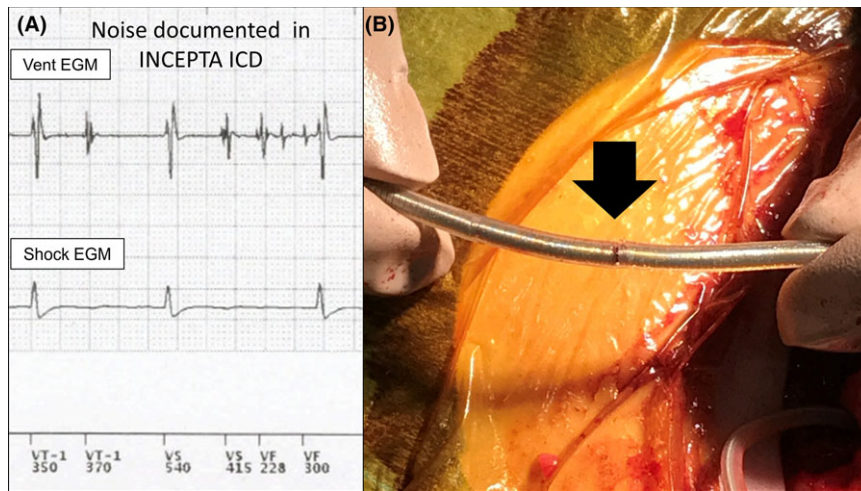 (A)
Noise documented in
INCEPTA ICD
Vent EGM
Shock EGM
VT-1 VT-1 VS VS VF VF
350 370 540 415 228 300
(B)